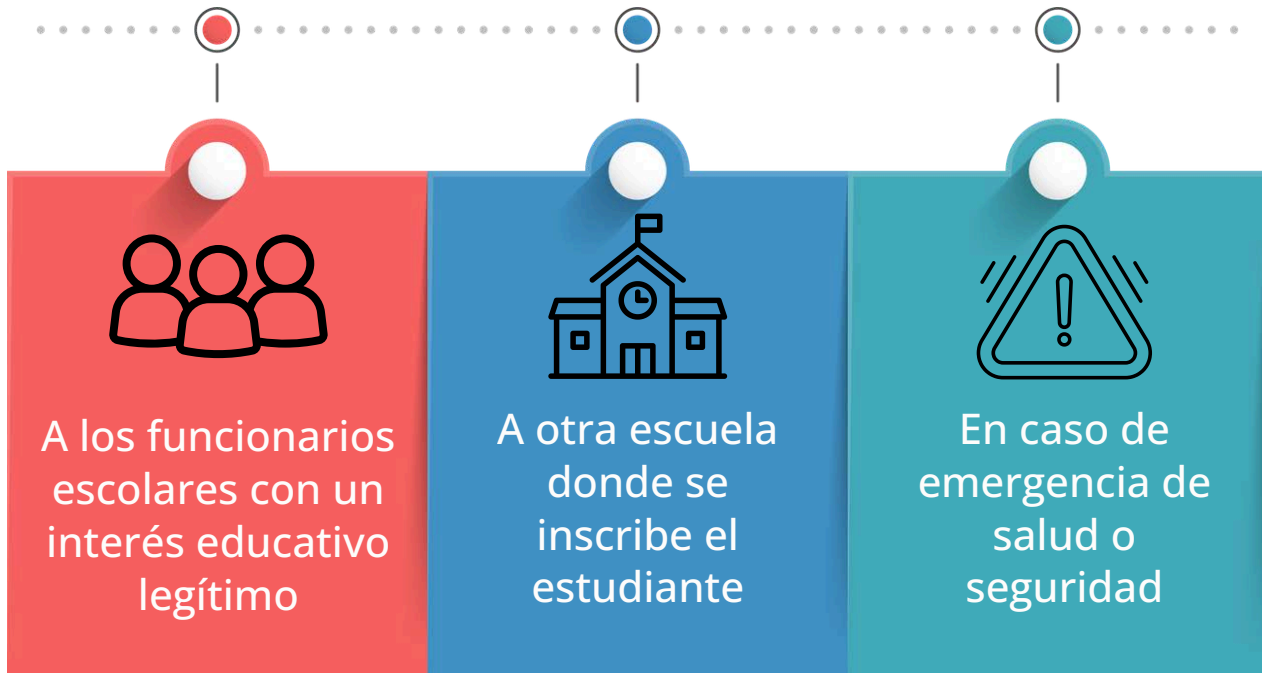 A los funcionarios
escolares con un
interés educativo
legítimo
A otra escuela
donde se
inscribe el
estudiante
En caso de
emergencia de
salud o
seguridad